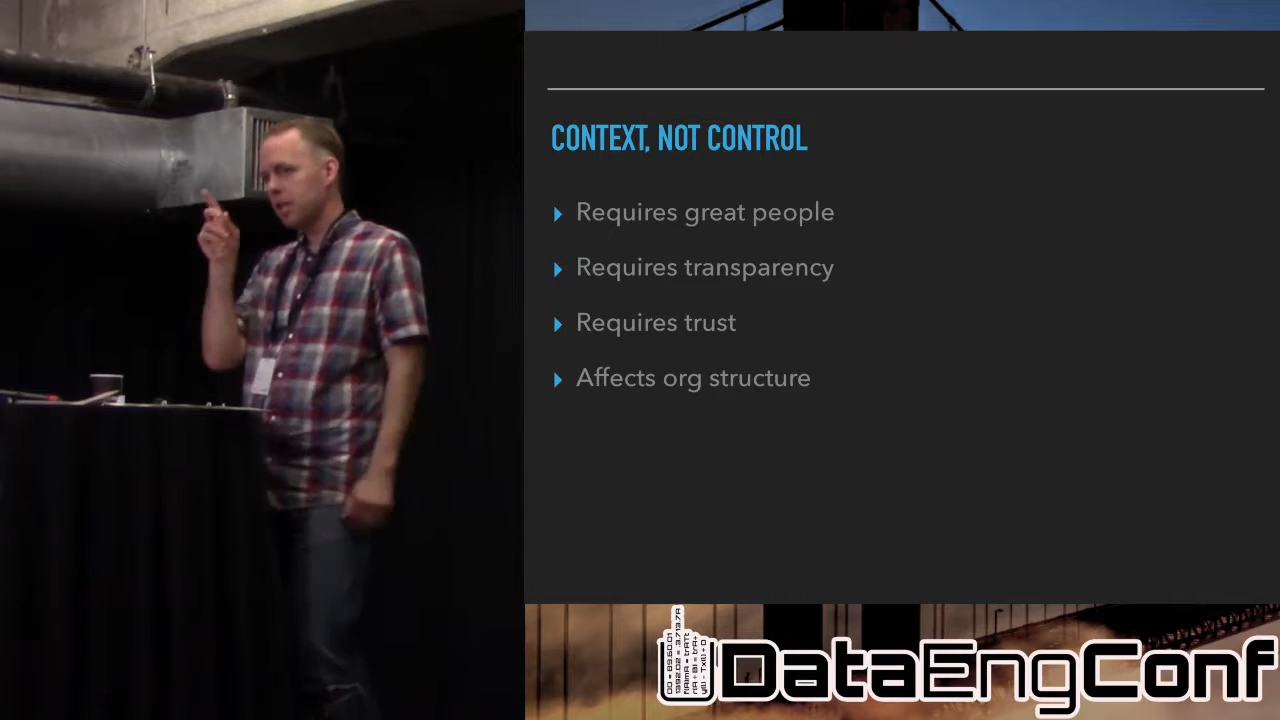 CONTEXT, NOT CONTROL
Requires great people
Requires transparency
Requires trust
Affects org structure
DataEngConf